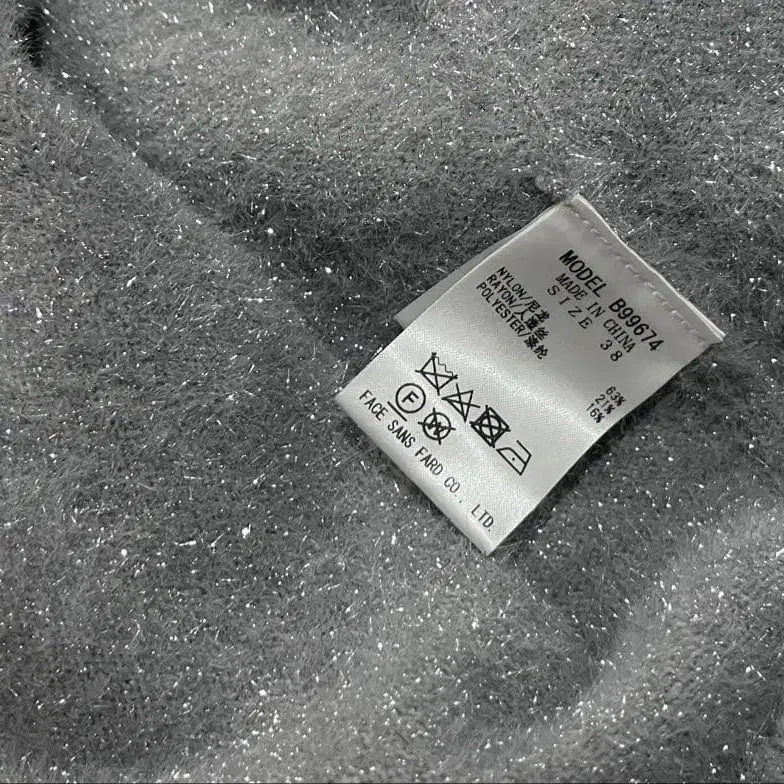 MODEL B99674
MADE IN CHINA
SIZE 38
NYLON/尼龙 63%
RAYON/人造丝 21%
POLYESTER/涤纶 16%
F W
FACE SANS FARD CO., LTD.